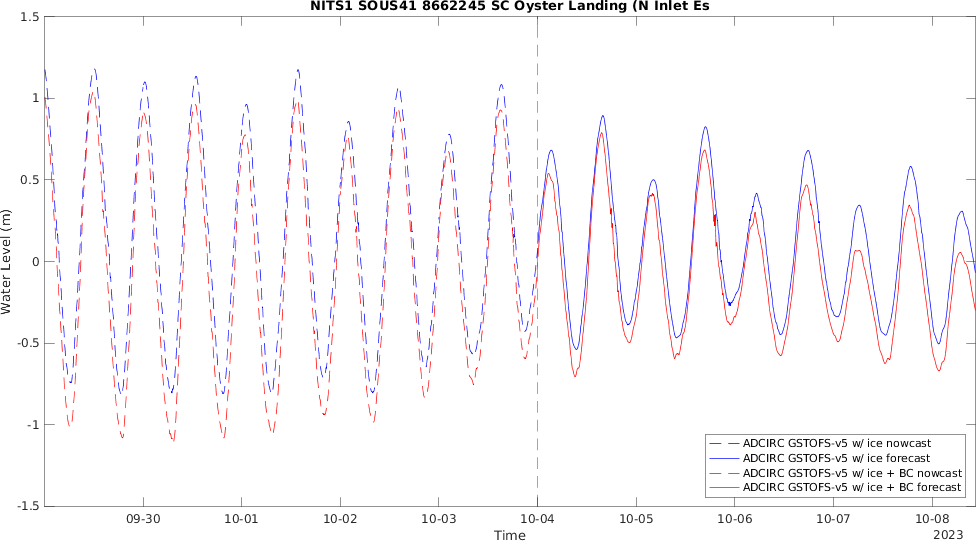 NITS1 SOUS41 8662245 SC Oyster Landing (N Inlet Es
1.5
1
0.5
0
-0.5
-1
-1.5
Water Level (m)
09-30
10-01
10-02
10-03
10-04
10-05
10-06
10-07
10-08
Time
2023
ADCIRC GSTOFS-v5 w/ ice nowcast
ADCIRC GSTOFS-v5 w/ ice forecast
ADCIRC GSTOFS-v5 w/ ice + BC nowcast
ADCIRC GSTOFS-v5 w/ ice + BC forecast